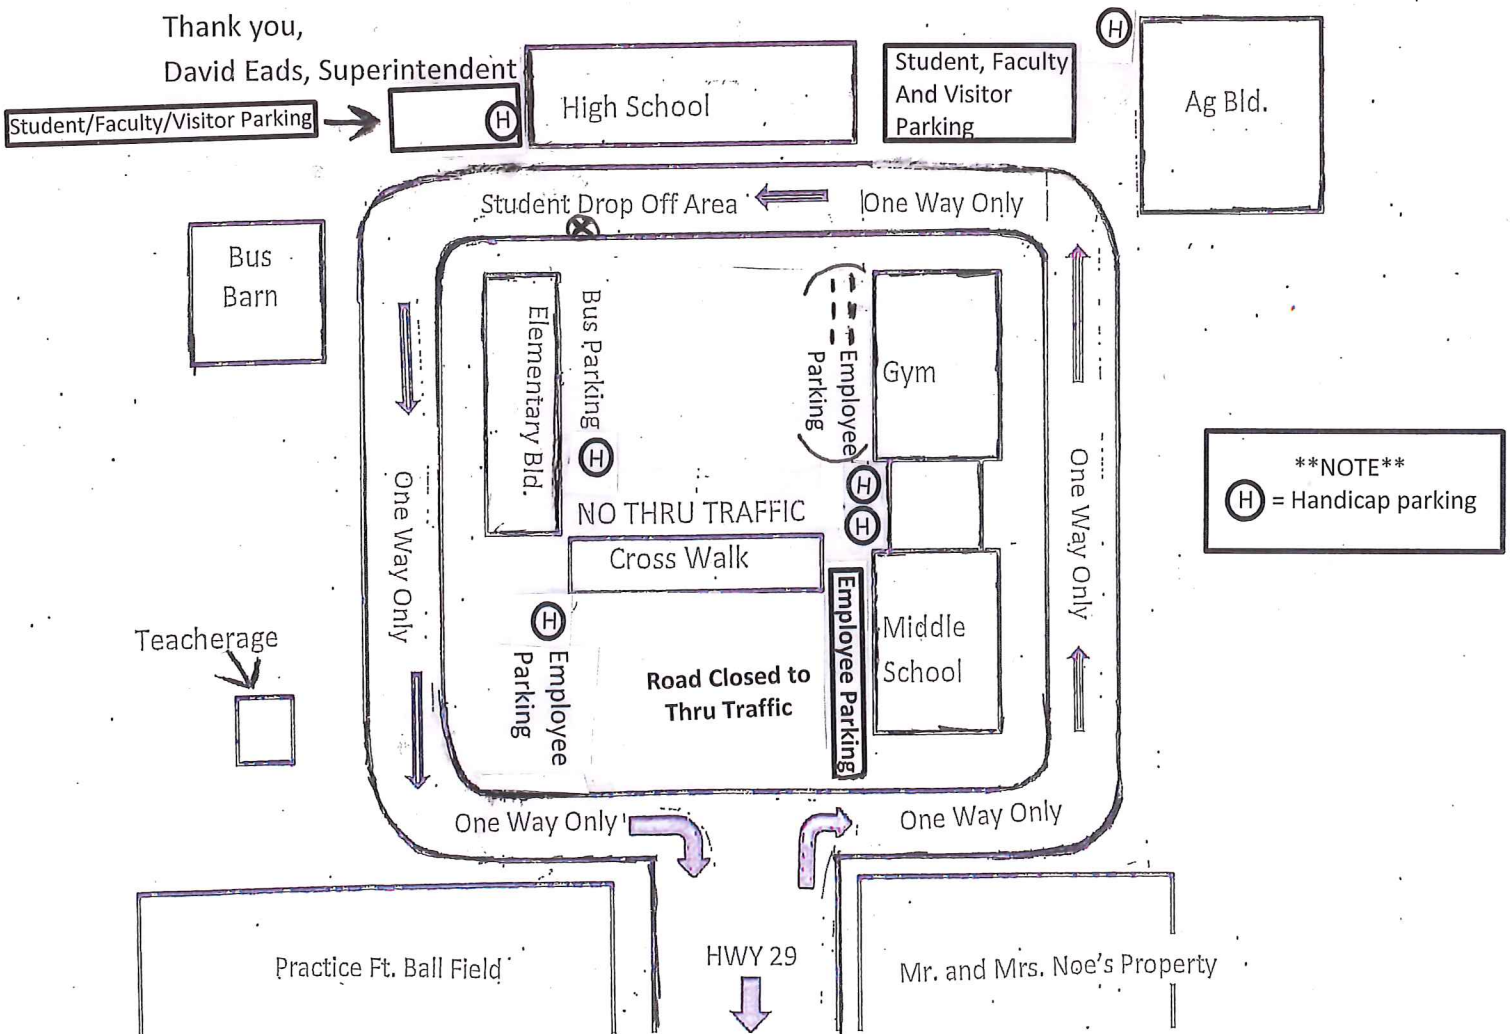 Thank you,
David Eads, Superintendent
Student/Faculty/Visitor Parking
H
High School
Student, Faculty
And Visitor
Parking
H
Ag Bld.
Student Drop Off Area
One Way Only
Bus
Barn
Elementary Bld.
Bus Parking
H
Employee
Parking
Gym
H
H
One Way Only
One Way Only
**NOTE**
H = Handicap parking
NO THRU TRAFFIC
Cross Walk
H
Employee
Parking
Road Closed to
Thru Traffic
Employee Parking
Middle
School
Teacherage
One Way Only
One Way Only
Practice Ft. Ball Field
HWY 29
Mr. and Mrs. Noe's Property